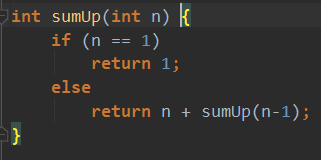 int sumUp(int n) {
    if (n == 1)
        return 1;
    else
        return n + sumUp(n-1);
}